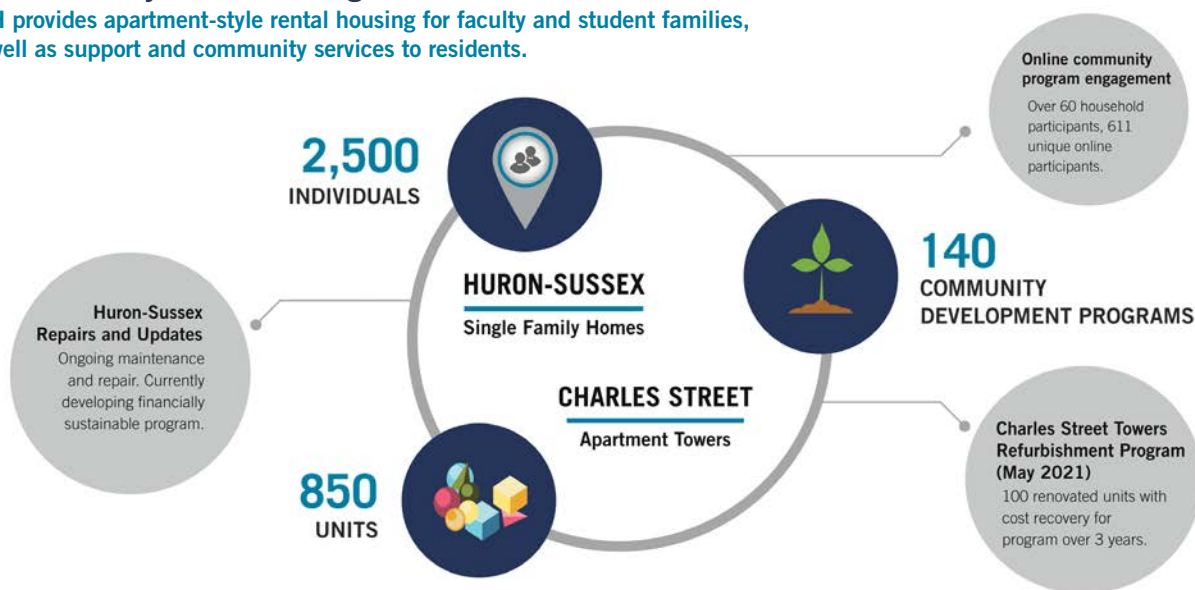 provides apartment-style rental housing for faculty and student families,
well as support and community services to residents.
Online community
program engagement
Over 60 household
participants, 611
unique online
participants.
2,500
INDIVIDUALS
140
COMMUNITY
DEVELOPMENT PROGRAMS
HURON-SUSSEX
Single Family Homes
Huron-Sussex
Repairs and Updates
Ongoing maintenance
and repair. Currently
developing financially
sustainable program.
CHARLES STREET
Apartment Towers
Charles Street Towers
Refurbishment Program
(May 2021)
100 renovated units with
cost recovery for
program over 3 years.
850
UNITS